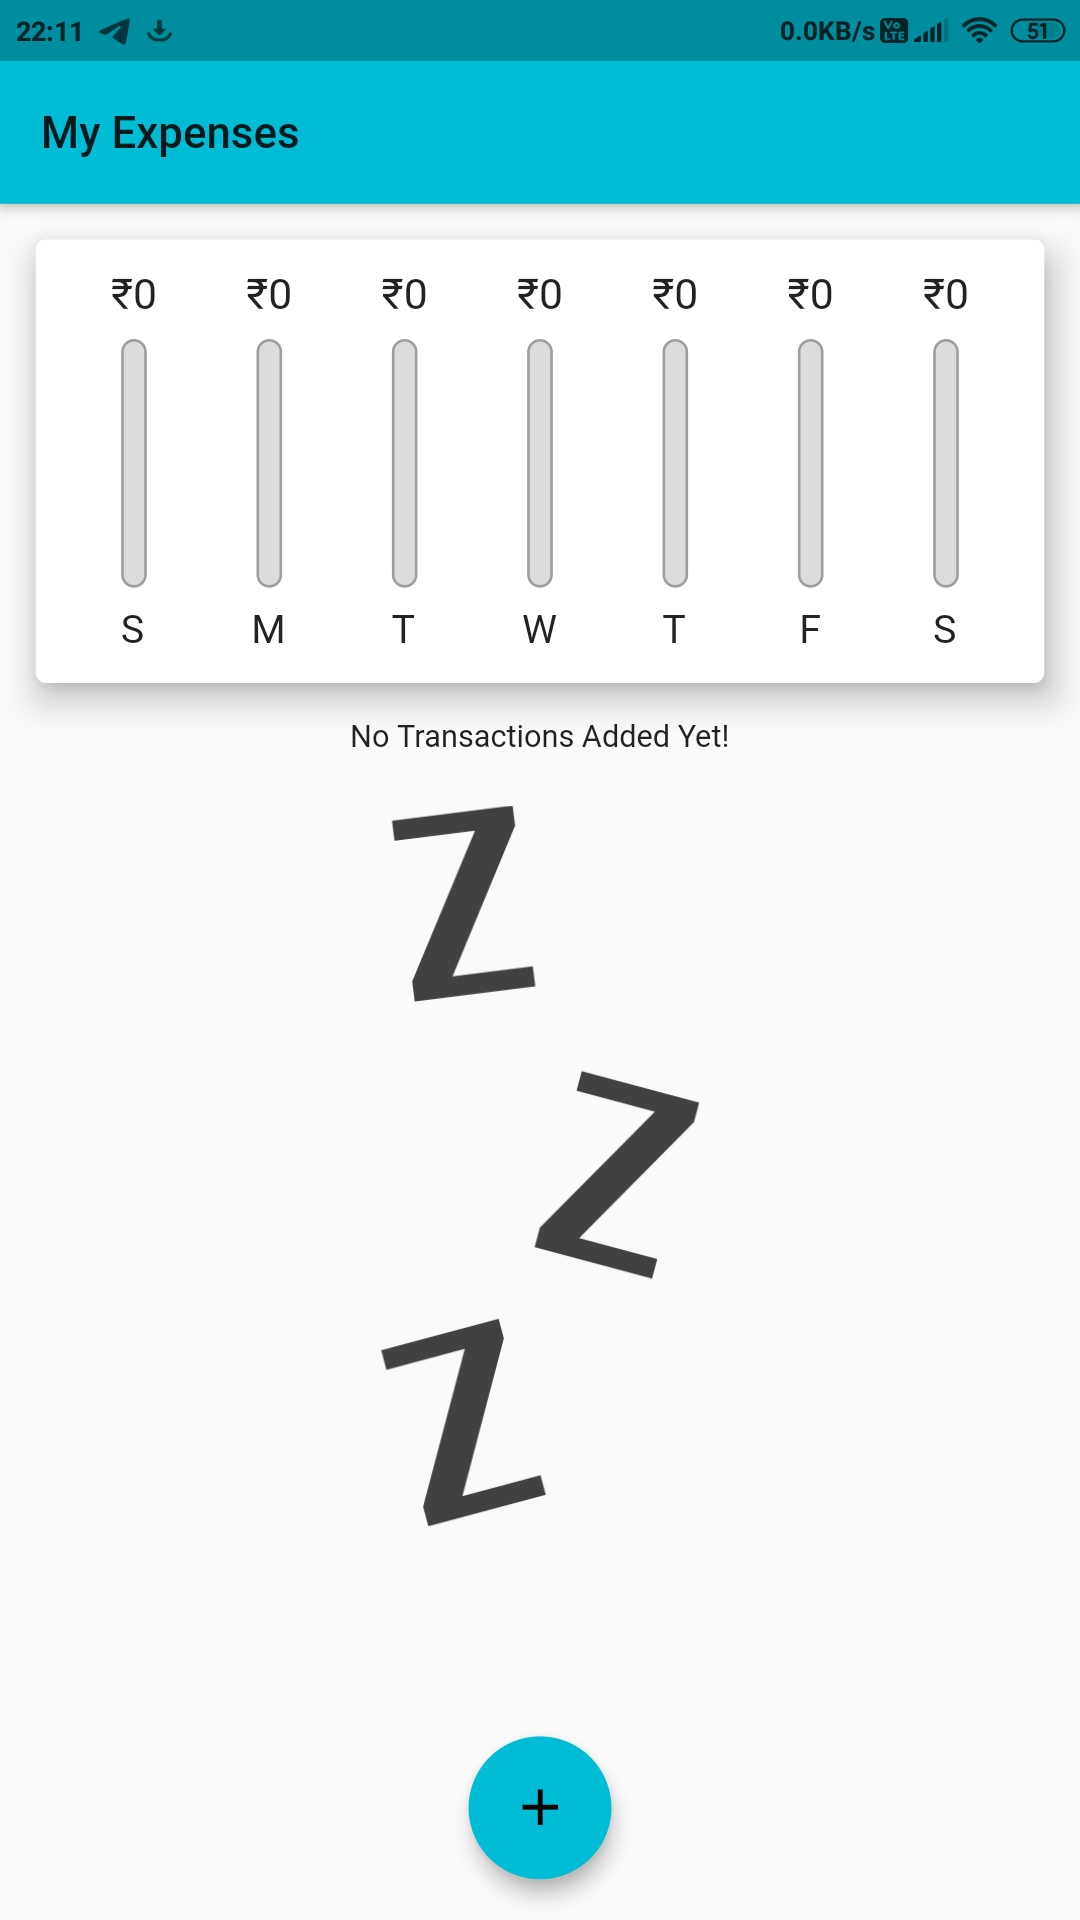 22:11 0.0KB/s Vo LTE 51
My Expenses
₹0 ₹0 ₹0 ₹0 ₹0 ₹0 ₹0
S M T W T F S
No Transactions Added Yet!
Z
Z
Z
+